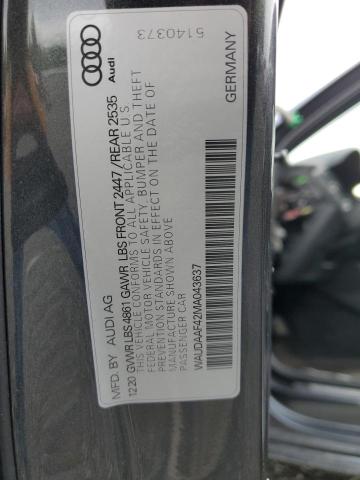 Audi
5140373
MFD. BY AUDI AG
GERMANY
12 20 GVWR LBS 4861 GAWR LBS FRONT 2447 / REAR 2535
THIS VEHICLE CONFORMS TO ALL APPLICABLE U.S.
FEDERAL MOTOR VEHICLE SAFETY, BUMPER AND THEFT
PREVENTION STANDARDS IN EFFECT ON THE DATE OF
MANUFACTURE SHOWN ABOVE
PASSENGER CAR
WAUDAAF42MA043637